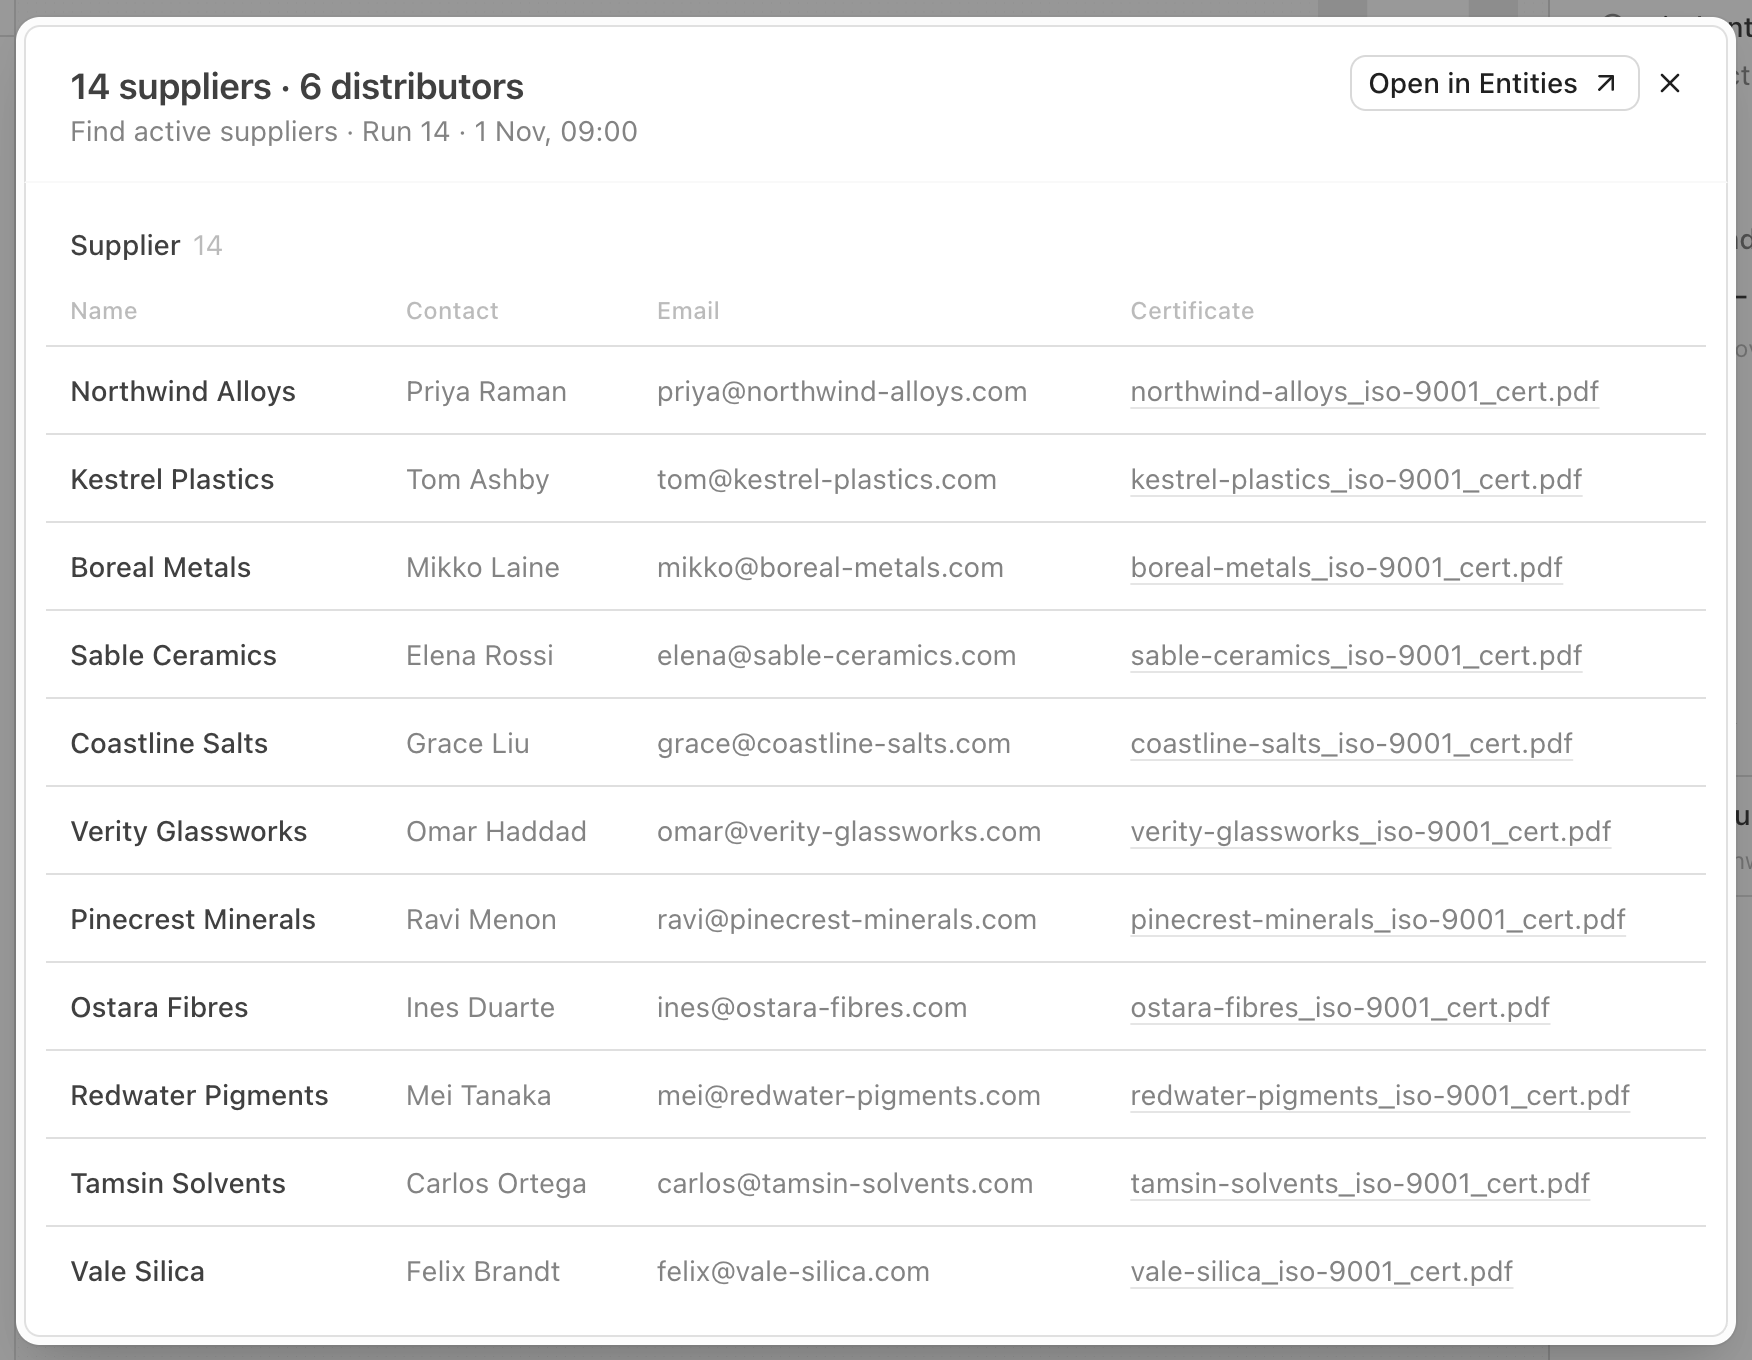 14 suppliers · 6 distributors
Open in Entities
Find active suppliers · Run 14 · 1 Nov, 09:00
Supplier 14
Name Contact Email Certificate
Northwind Alloys Priya Raman priya@northwind-alloys.com northwind-alloys_iso-9001_cert.pdf
Kestrel Plastics Tom Ashby tom@kestrel-plastics.com kestrel-plastics_iso-9001_cert.pdf
Boreal Metals Mikko Laine mikko@boreal-metals.com boreal-metals_iso-9001_cert.pdf
Sable Ceramics Elena Rossi elena@sable-ceramics.com sable-ceramics_iso-9001_cert.pdf
Coastline Salts Grace Liu grace@coastline-salts.com coastline-salts_iso-9001_cert.pdf
Verity Glassworks Omar Haddad omar@verity-glassworks.com verity-glassworks_iso-9001_cert.pdf
Pinecrest Minerals Ravi Menon ravi@pinecrest-minerals.com pinecrest-minerals_iso-9001_cert.pdf
Ostara Fibres Ines Duarte ines@ostara-fibres.com ostara-fibres_iso-9001_cert.pdf
Redwater Pigments Mei Tanaka mei@redwater-pigments.com redwater-pigments_iso-9001_cert.pdf
Tamsin Solvents Carlos Ortega carlos@tamsin-solvents.com tamsin-solvents_iso-9001_cert.pdf
Vale Silica Felix Brandt felix@vale-silica.com vale-silica_iso-9001_cert.pdf